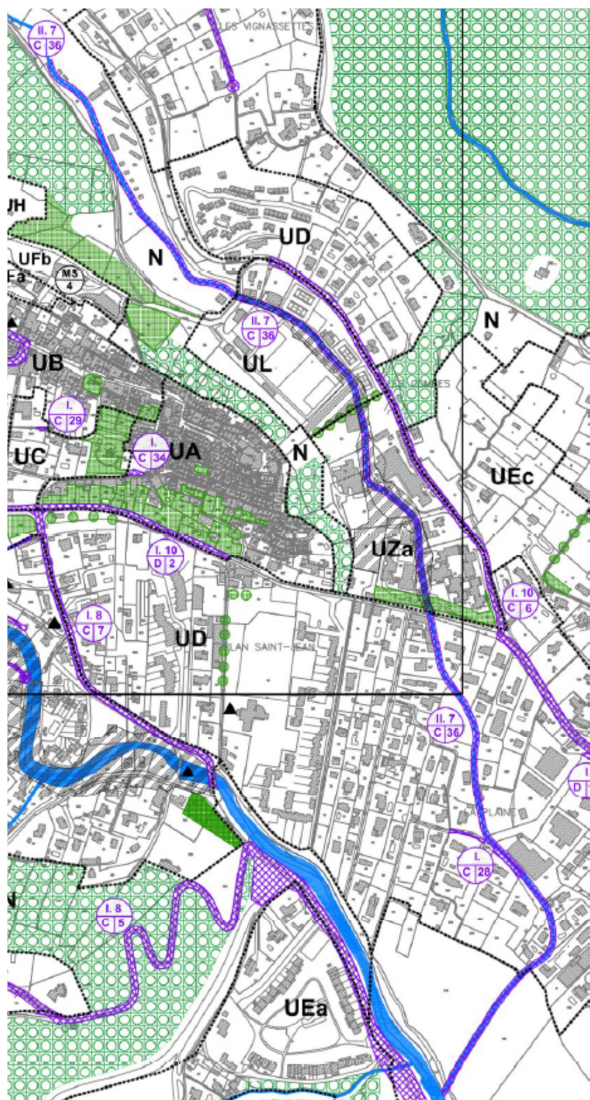 II. 7
C 36
LES VIGNASSETTES
UH
UFb
MS
4
N
UD
II. 7
C 36
UL
N
UB
I.
C 29
UC
I.
C 34
UA
N
UEc
UZa
I. 10
D 2
I. 10
C 6
I. 8
C 7
UD
PLAN SAINT-JEAN
II. 7
C 36
LA PLAINE
I.
D
I.
C 28
I. 8
C 5
N
UEa